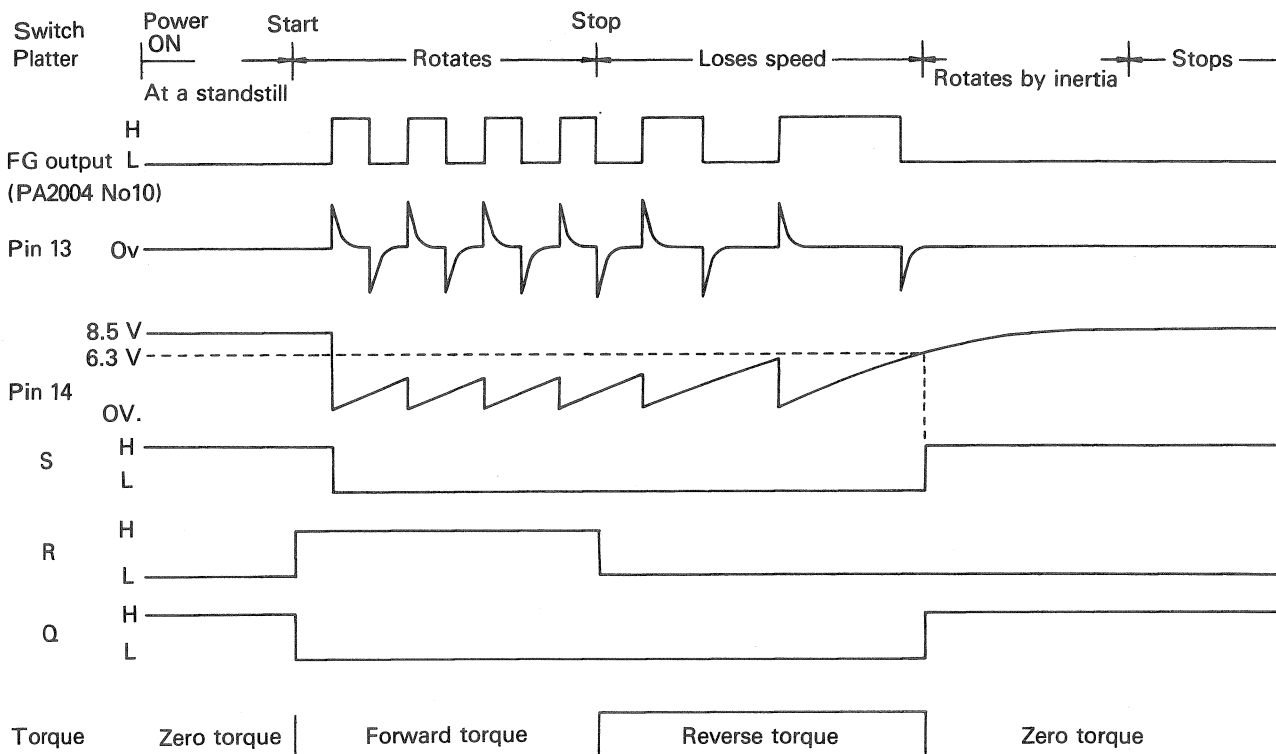 Switch Power ON Start Stop
Platter At a standstill Rotates Loses speed Rotates by inertia Stops
FG output H L
(PA2004 No10)
Pin 13 Ov
8.5 V
6.3 V
Pin 14 OV.
S H L
R H L
Q H L
Torque Zero torque Forward torque Reverse torque Zero torque